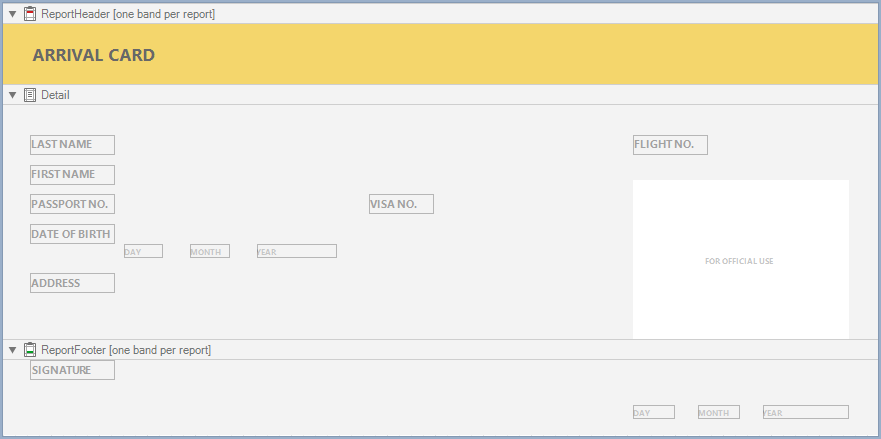 ReportHeader [one band per report]
ARRIVAL CARD
Detail
LAST NAME
FLIGHT NO.
FIRST NAME
PASSPORT NO.
VISA NO.
DATE OF BIRTH
DAY MONTH YEAR
FOR OFFICIAL USE
ADDRESS
ReportFooter [one band per report]
SIGNATURE
DAY MONTH YEAR